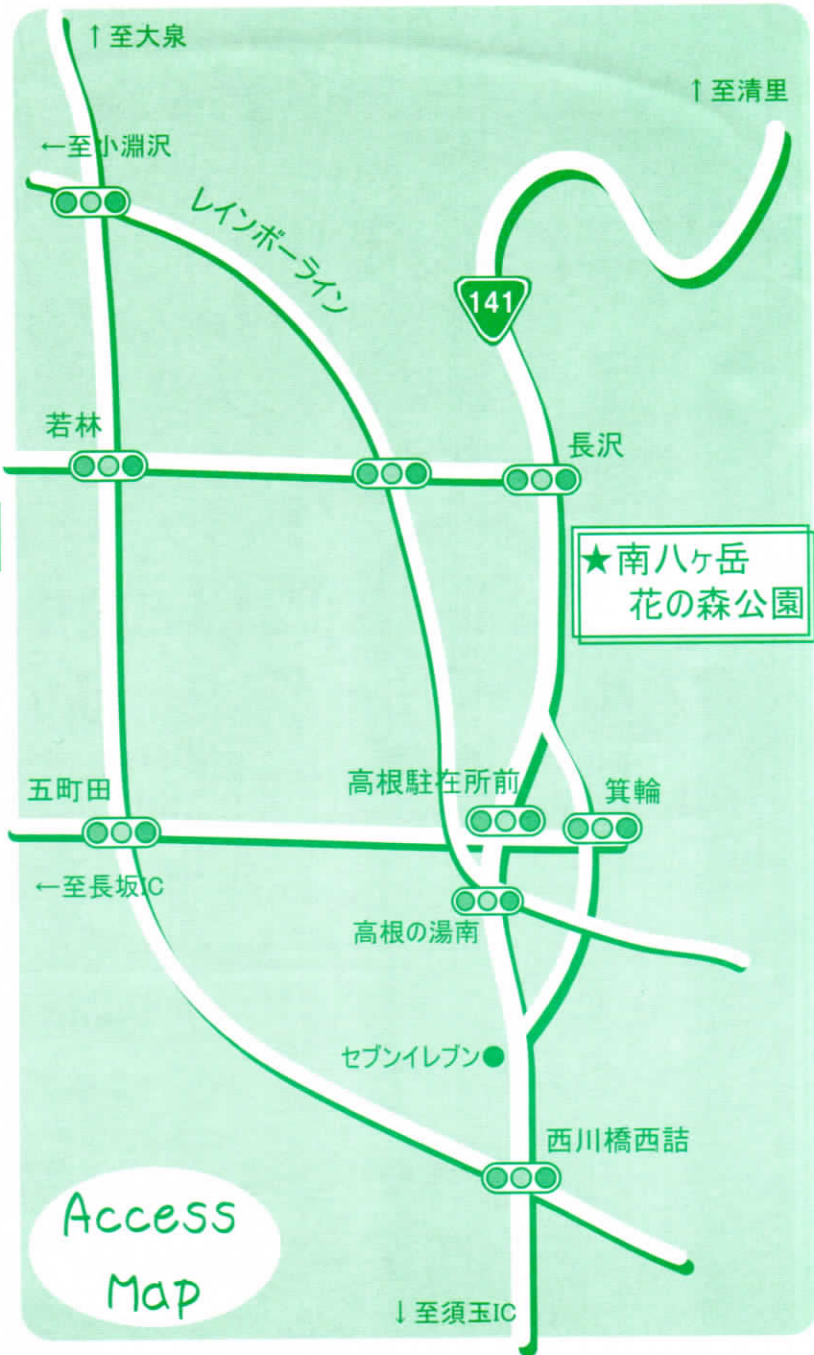 ↑至大泉
↑至清里
←至小淵沢
レインボーライン
141
若林
長沢
★南八ヶ岳
花の森公園
高根駐在所前
箕輪
五町田
←至長坂IC
高根の湯南
セブンイレブン●
西川橋西詰
Access
Map
↓至須玉IC